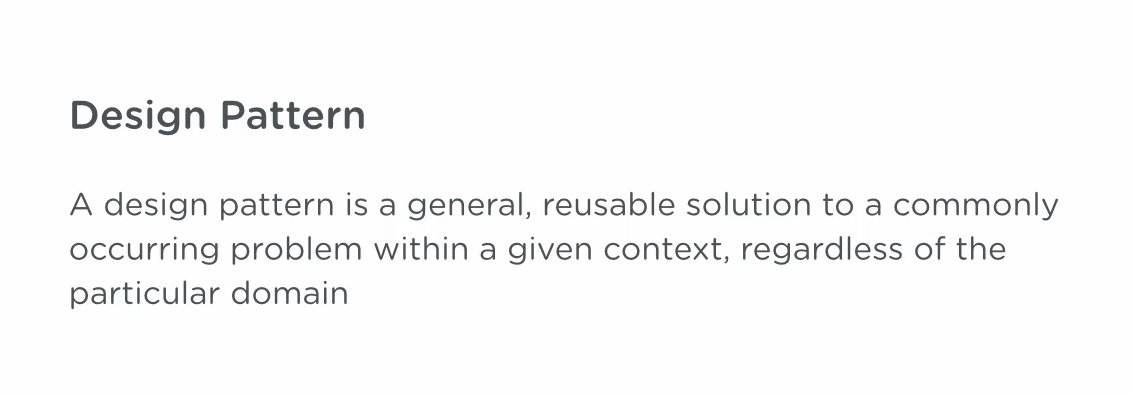 Design Pattern
A design pattern is a general, reusable solution to a commonly
occurring problem within a given context, regardless of the
particular domain